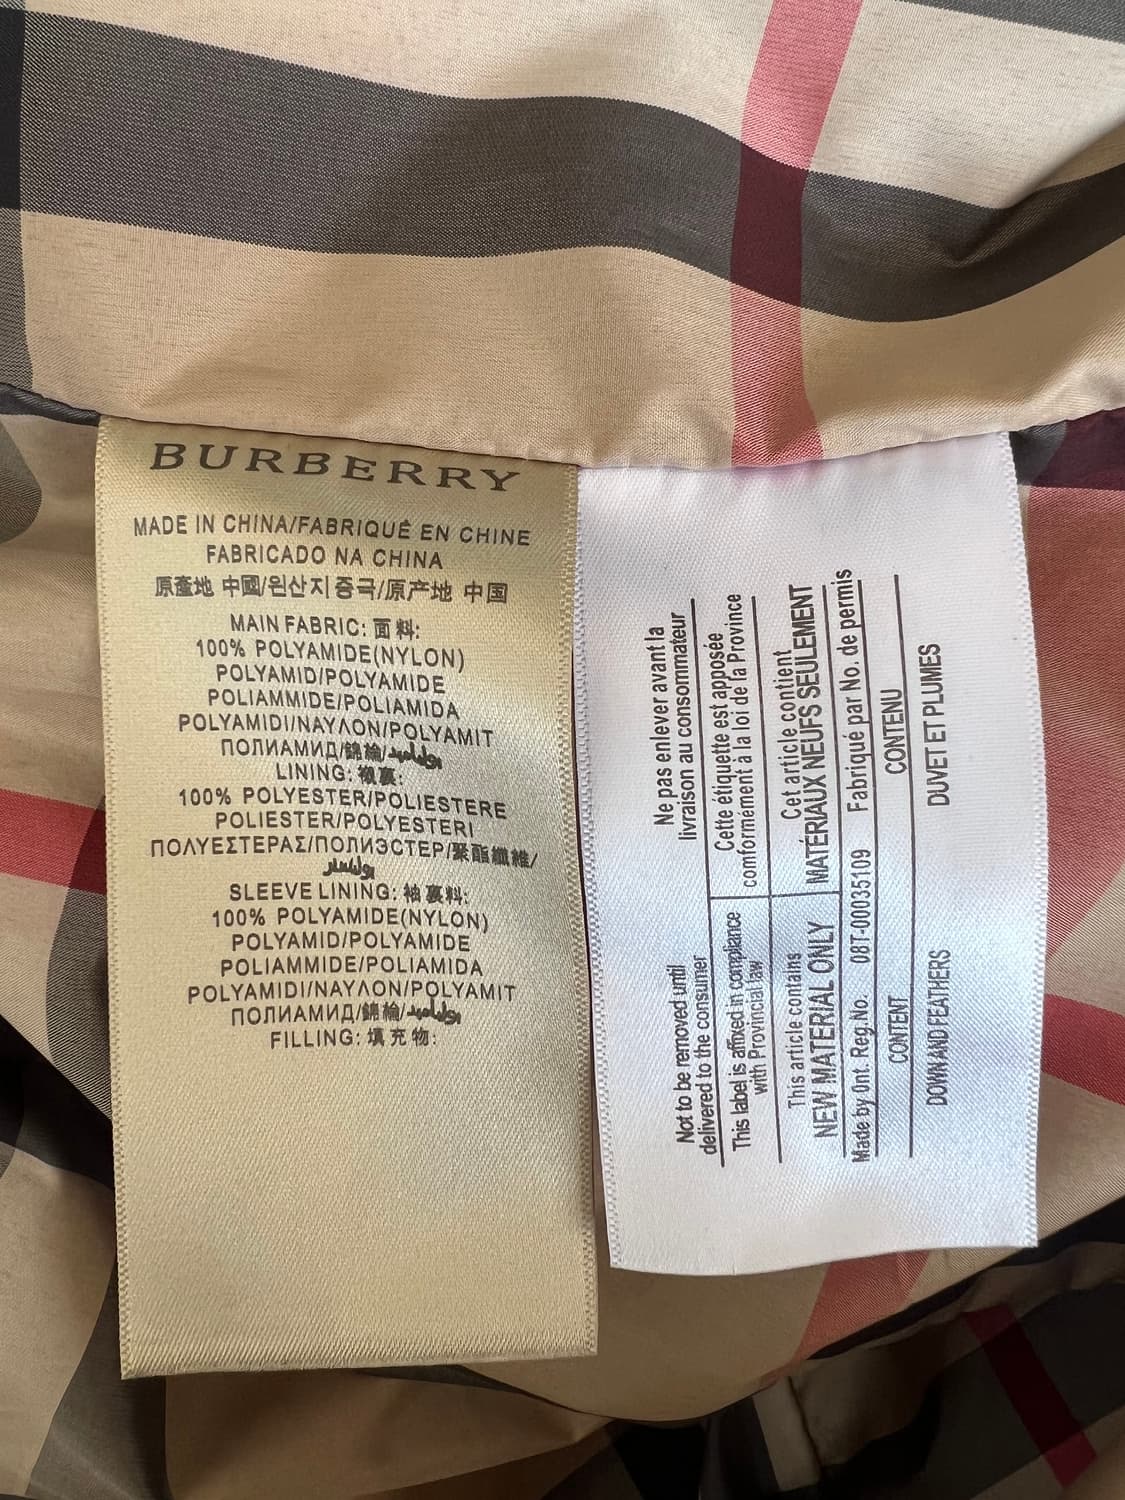 BURBERRY
MADE IN CHINA/FABRIQUÉ EN CHINE
FABRICADO NA CHINA
原產地 中國/원산지 중국/原产地 中国
MAIN FABRIC: 面料:
100% POLYAMIDE(NYLON)
POLYAMID/POLYAMIDE
POLIAMMIDE/POLIAMIDA
POLYAMIDI/NAYΛON/POLYAMIT
ПОЛИАМИД/錦綸/بولياميد
LINING: 裡裏:
100% POLYESTER/POLIESTERE
POLIESTER/POLYESTERI
ΠΟΛΥΕΣΤΕΡΑΣ/ПОЛИЭСТЕР/聚酯纖維/
بوليستار
SLEEVE LINING: 袖裏料:
100% POLYAMIDE(NYLON)
POLYAMID/POLYAMIDE
POLIAMMIDE/POLIAMIDA
POLYAMIDI/NAYΛON/POLYAMIT
ПОЛИАМИД/錦綸/بولياميد
FILLING: 填充物:
Not to be removed until
delivered to the consumer
Ne pas enlever avant la
livraison au consommateur
This label is affixed in compliance
with Provincial law
Cette étiquette est apposée
conformément à la loi de la Province
This article contains
NEW MATERIAL ONLY
Cet article contient
MATÉRIAUX NEUFS SEULEMENT
Made by Ont. Reg.No. 08T-00035109 Fabriqué par No. de permis
CONTENT CONTENU
DOWN AND FEATHERS DUVET ET PLUMES